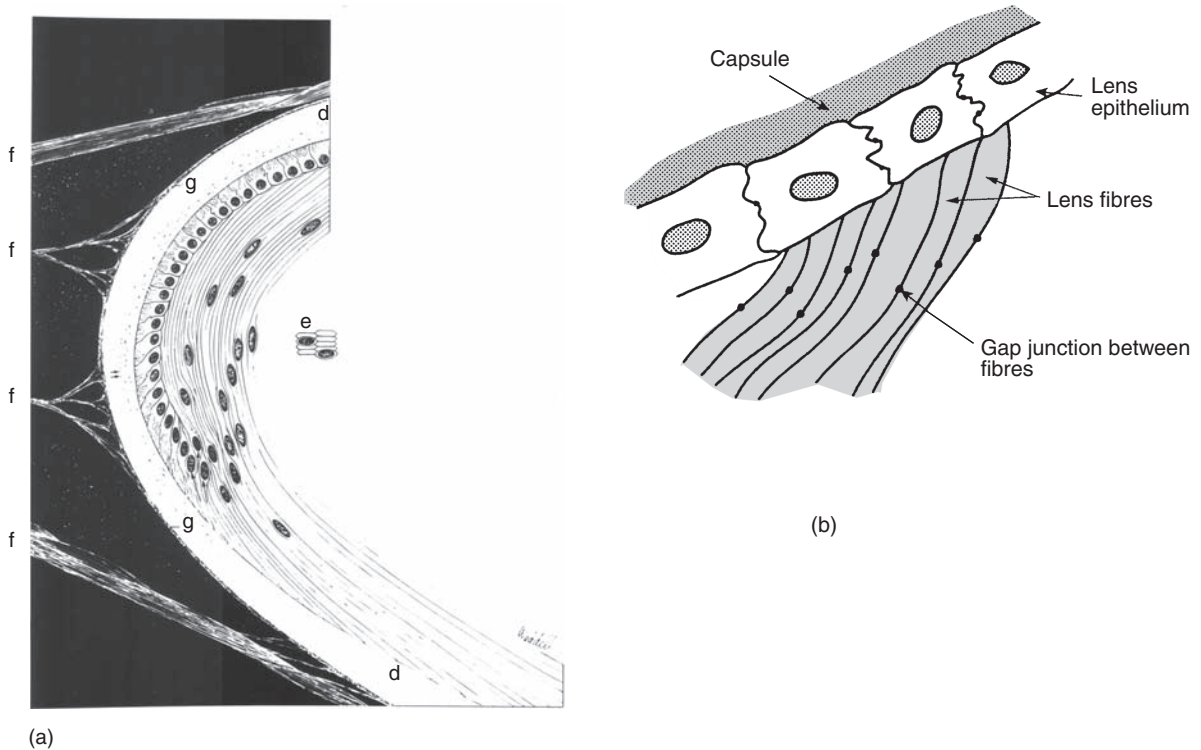 d
f
g
f
e
f
g
f
d
(a)
Capsule
Lens
epithelium
Lens fibres
Gap junction between
fibres
(b)